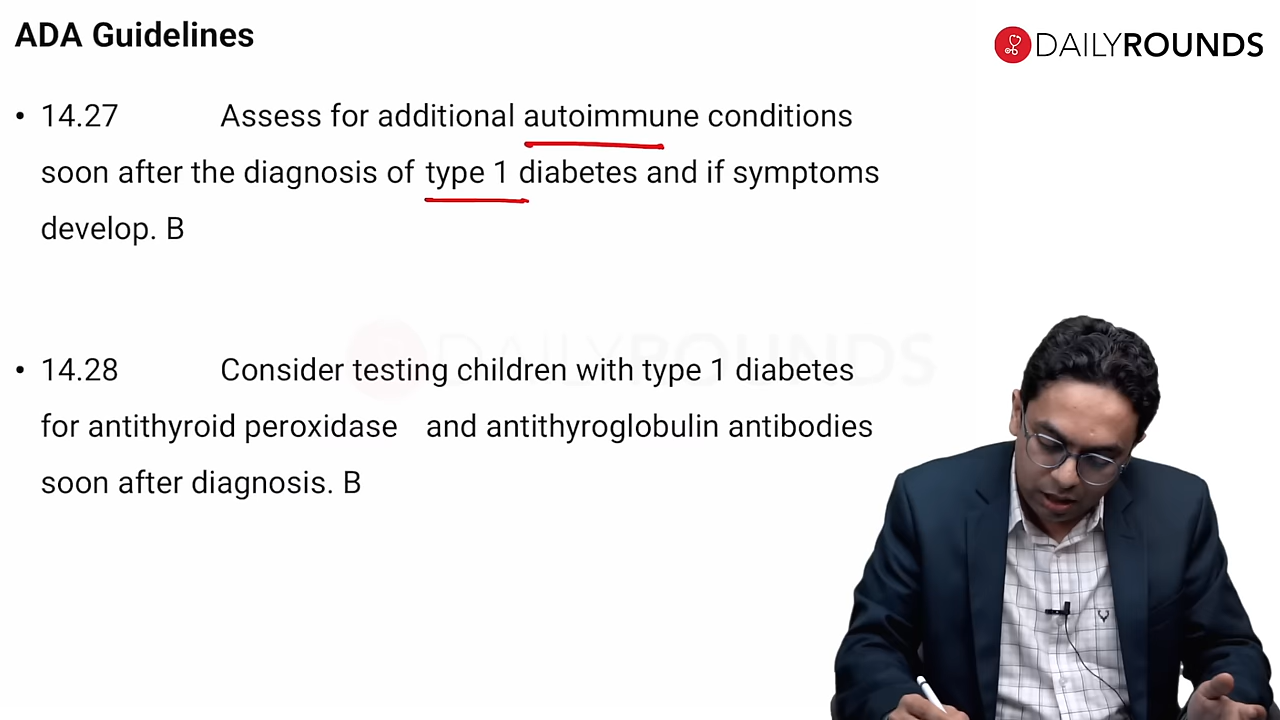 ADA Guidelines
DAILYROUNDS
• 14.27 Assess for additional autoimmune conditions
soon after the diagnosis of type 1 diabetes and if symptoms
develop. B
DAILYROUNDS
• 14.28 Consider testing children with type 1 diabetes
for antithyroid peroxidase and antithyroglobulin antibodies
soon after diagnosis. B